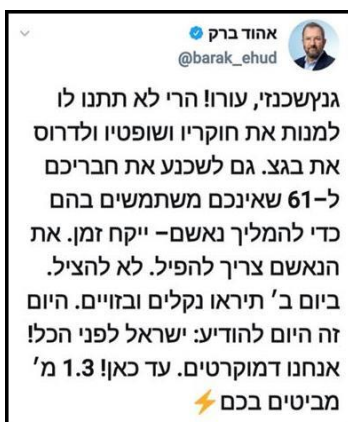 אהוד ברק
@barak_ehud
גנץשכנזי, עורו! הרי לא תתנו לו
למנות את חוקריו ושופטיו ולדרוס
את בגצ. גם לשכנע את חבריכם
ל–61 שאינכם משתמשים בהם
כדי להמליך נאשם– ייקח זמן. את
הנאשם צריך להפיל. לא להציל.
ביום ב׳ תיראו נקלים ובזויים. היום
זה היום להודיע: ישראל לפני הכל!
אנחנו דמוקרטים. עד כאן! 1.3 מ׳
מביטים בכם⚡